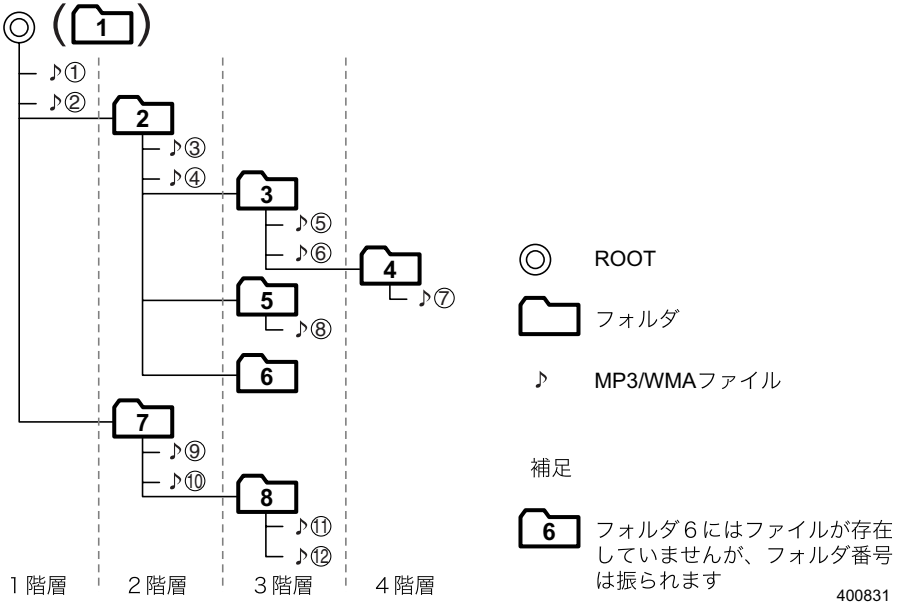 (1)
♪①
♪②
2
♪③
♪④
3
♪⑤
♪⑥
4
♪⑦
5
♪⑧
6
7
♪⑨
♪⑩
8
♪⑪
♪⑫
1階層 2階層 3階層 4階層
ROOT
フォルダ
♪ MP3/WMAファイル
補足
6 フォルダ6にはファイルが存在
していませんが、フォルダ番号
は振られます
400831